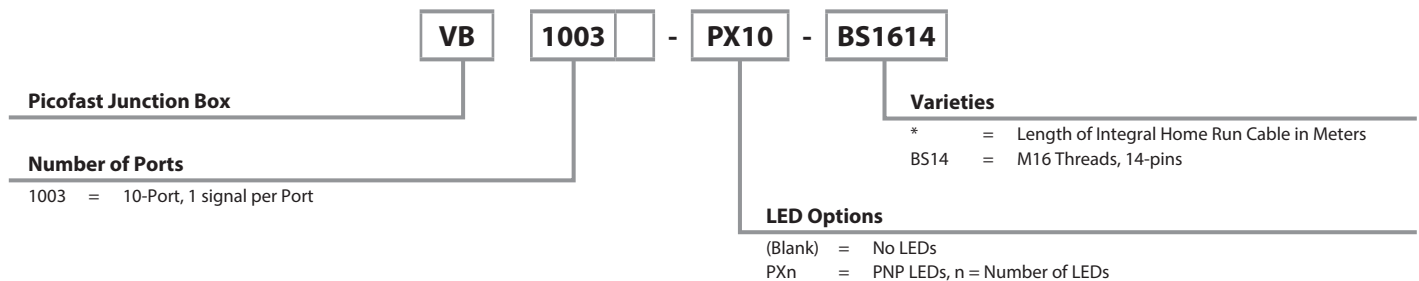 VB 1003 - PX10 - BS1614
Picofast Junction Box
Number of Ports
1003 = 10-Port, 1 signal per Port
Varieties
* = Length of Integral Home Run Cable in Meters
BS14 = M16 Threads, 14-pins
LED Options
(Blank) = No LEDs
PXn = PNP LEDs, n = Number of LEDs